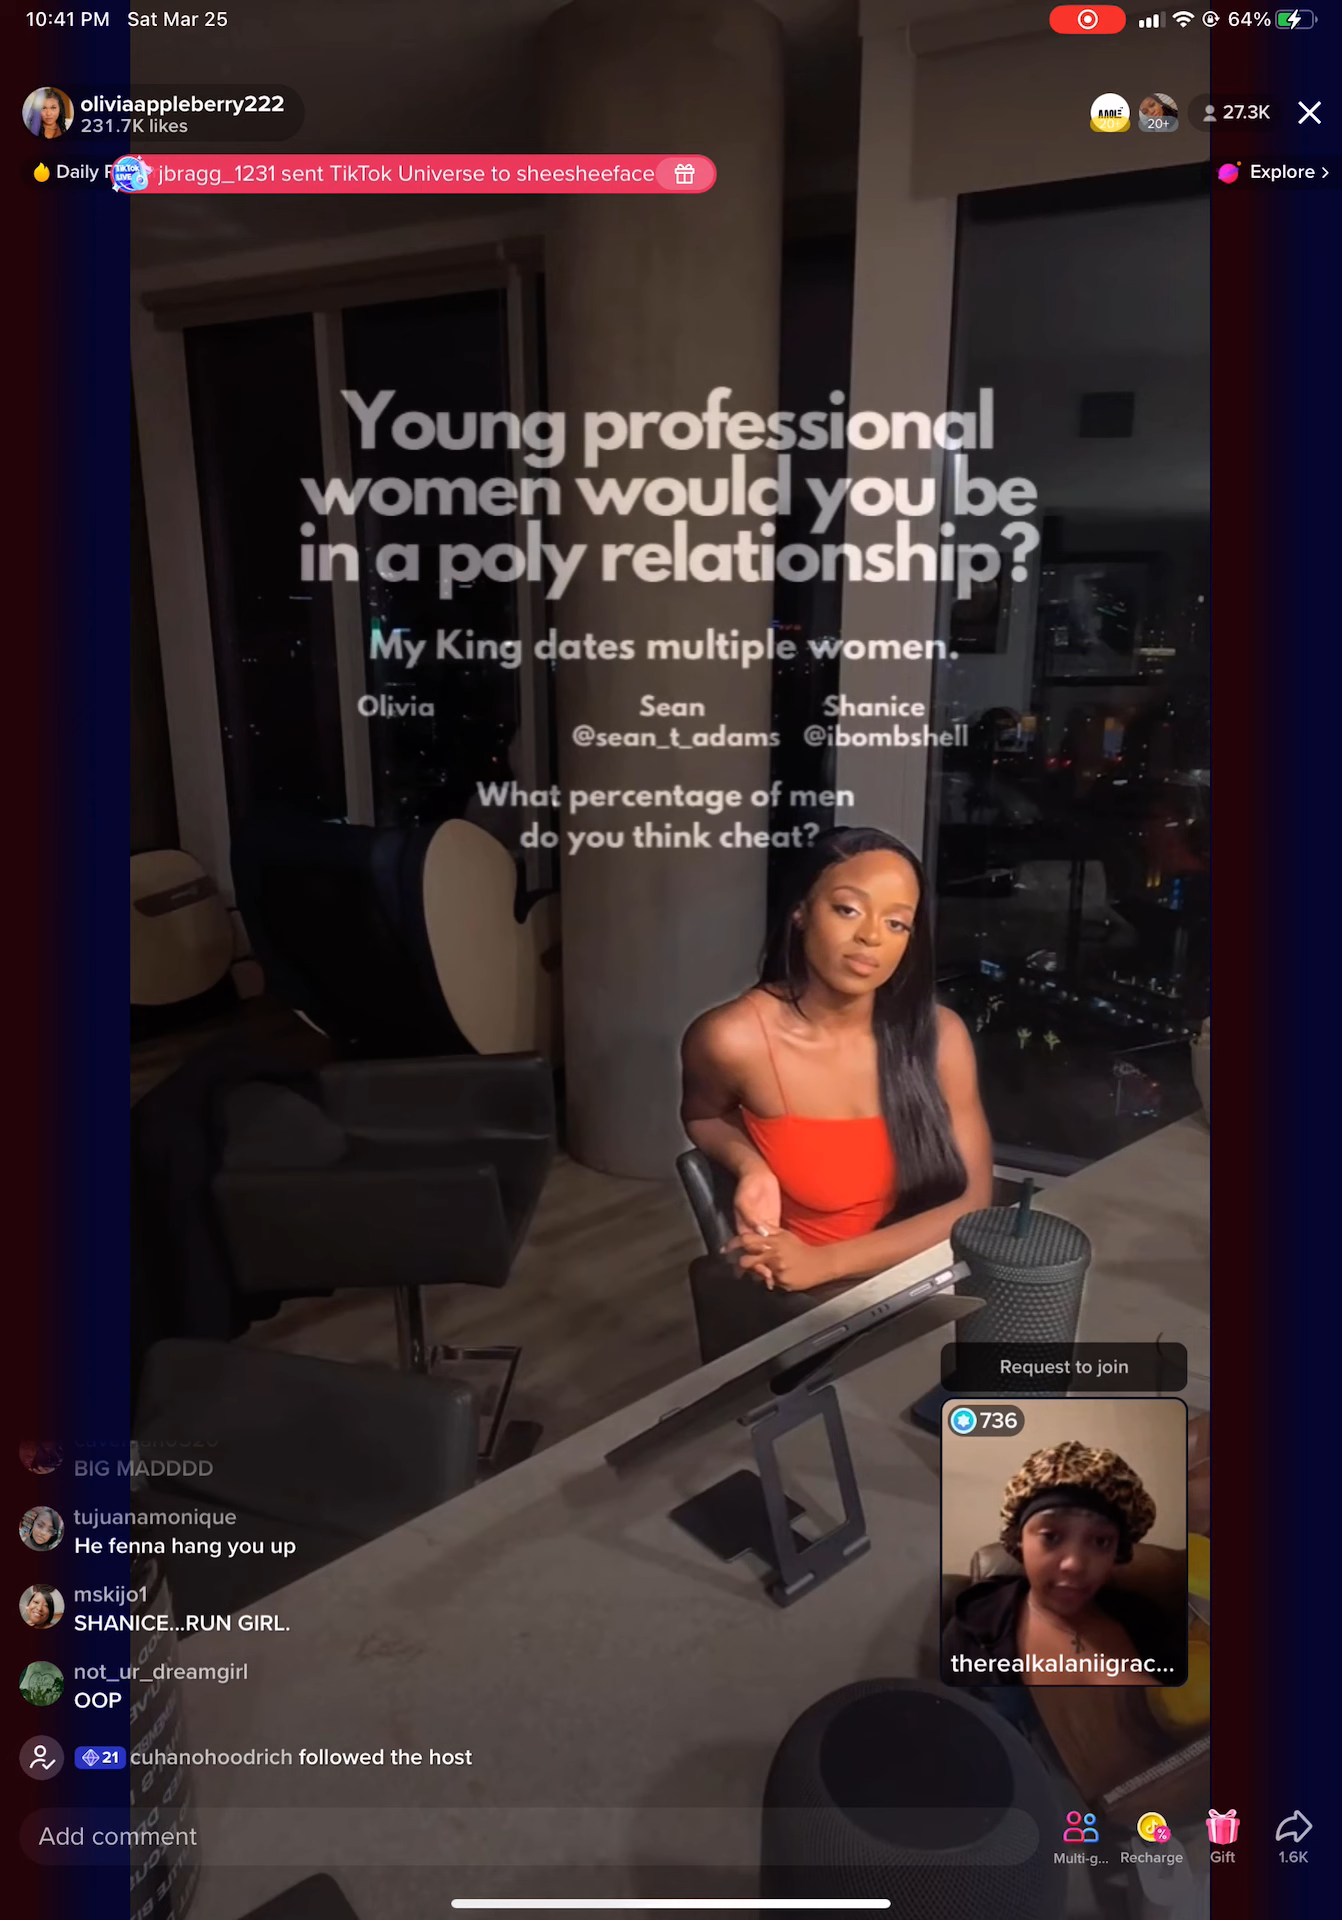 10:41 PM Sat Mar 25
64%
oliviaappleberry222
231.7K likes
20+
20+
27.3K
Daily
jbragg_1231 sent TikTok Universe to sheesheeface
Explore >
Young professional
women would you be
in a poly relationship?
My King dates multiple women.
Olivia Sean Shanice
@sean_t_adams @ibombshell
What percentage of men
do you think cheat?
Request to join
736
therealkalaniigrac...
BIG MADDDD
tujuanamonique
He fenna hang you up
mskijo1
SHANICE...RUN GIRL.
not_ur_dreamgirl
OOP
21 cuhanohoodrich followed the host
Add comment
Multi-g... Recharge Gift 1.6K